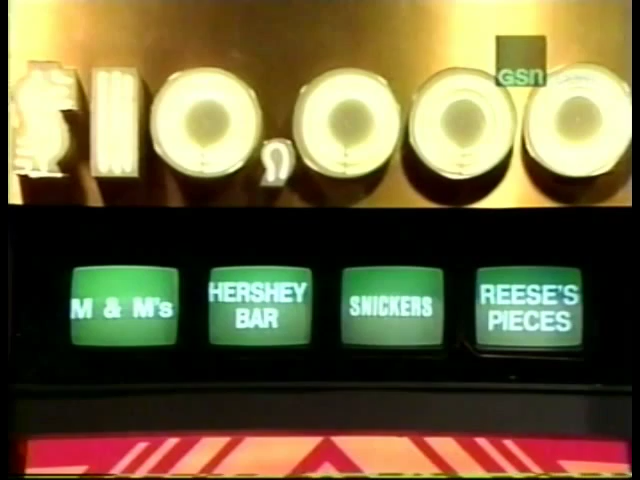 $10,000
GSN
M & M's
HERSHEY
BAR
SNICKERS
REESE'S
PIECES